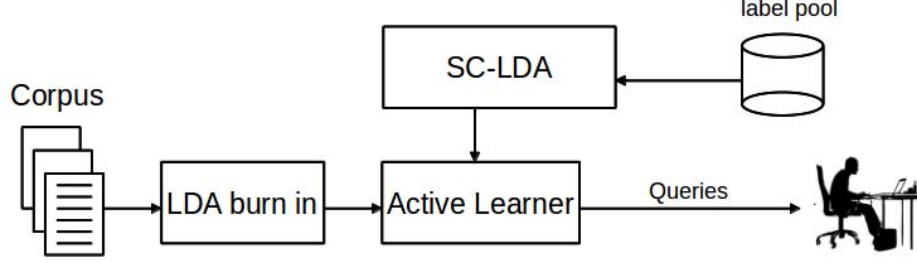 label pool
SC-LDA
Corpus
LDA burn in
Active Learner
Queries